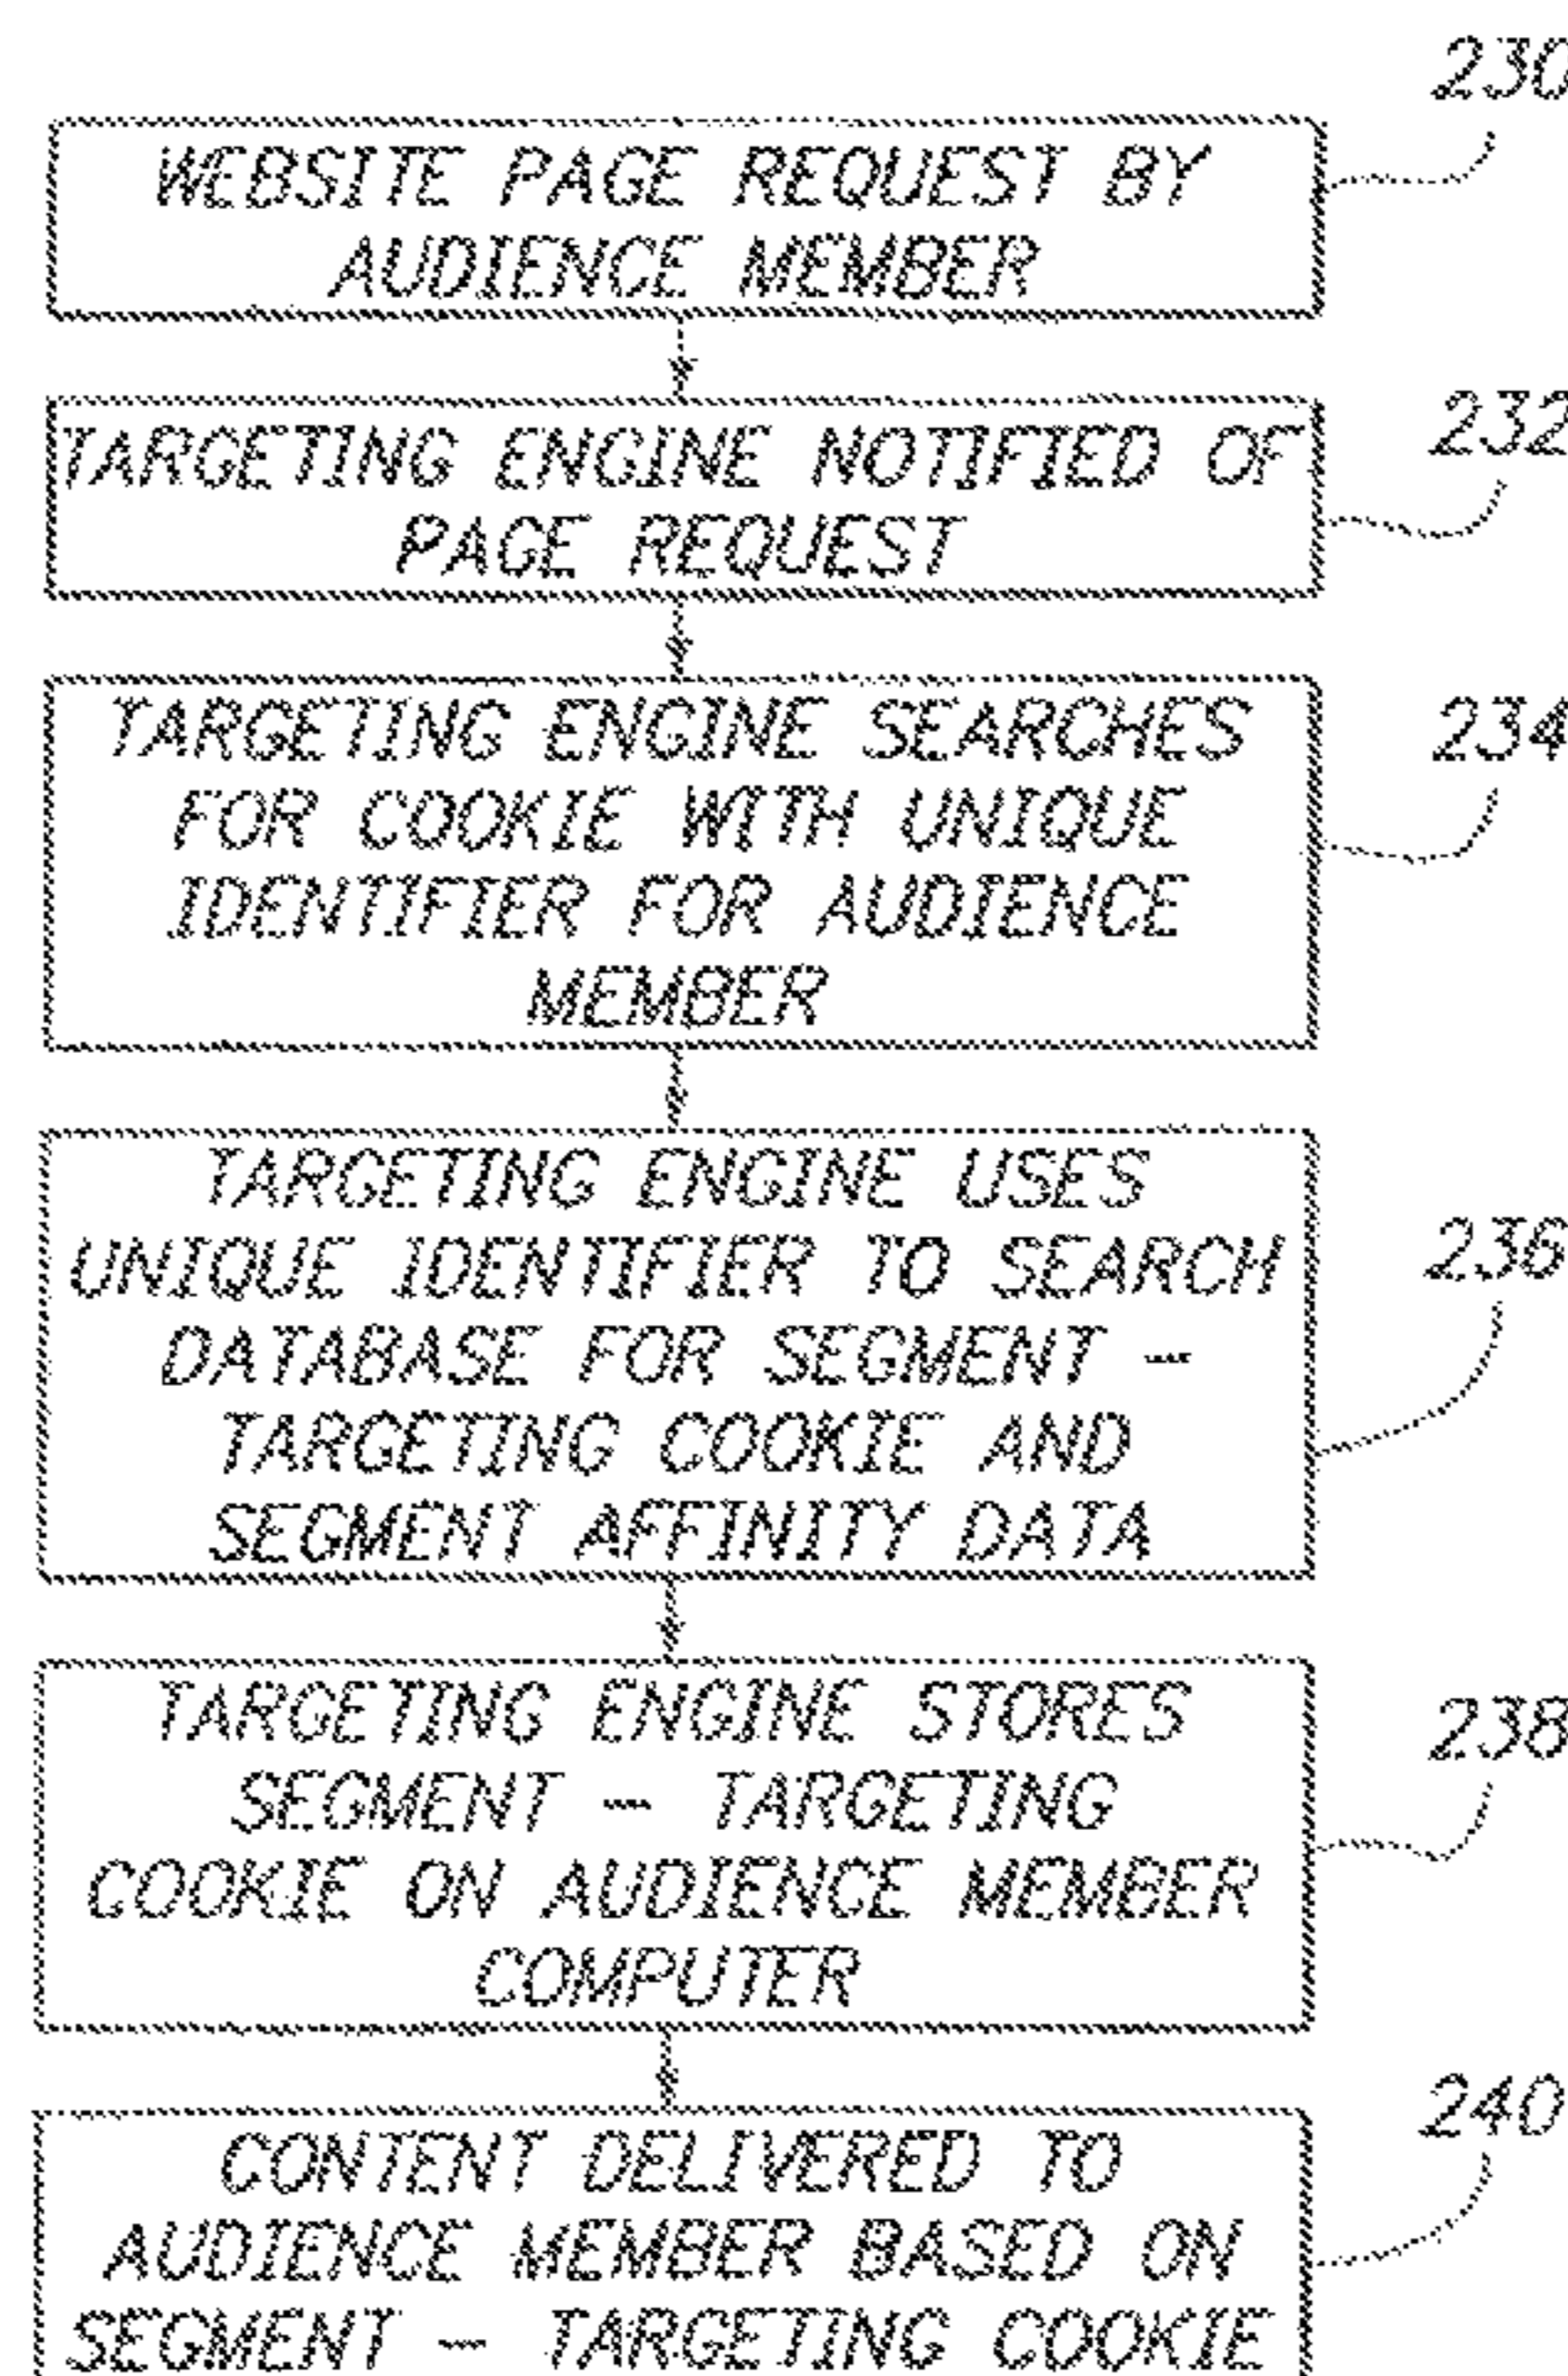 230
WEBSITE PAGE REQUEST BY
AUDIENCE MEMBER
232
TARGETING ENGINE NOTIFIED OF
PAGE REQUEST
234
TARGETING ENGINE SEARCHES
FOR COOKIE WITH UNIQUE
IDENTIFIER FOR AUDIENCE
MEMBER
236
TARGETING ENGINE USES
UNIQUE IDENTIFIER TO SEARCH
DATABASE FOR SEGMENT -
TARGETING COOKIE AND
SEGMENT AFFINITY DATA
238
TARGETING ENGINE STORES
SEGMENT - TARGETING
COOKIE ON AUDIENCE MEMBER
COMPUTER
240
CONTENT DELIVERED TO
AUDIENCE MEMBER BASED ON
SEGMENT - TARGETING COOKIE